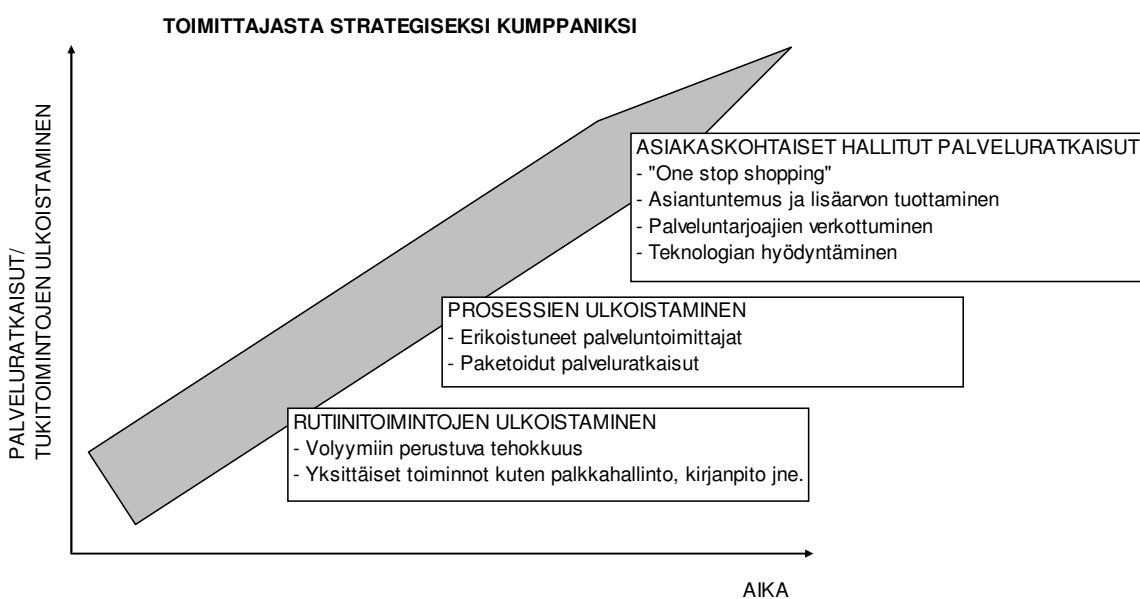 TOIMITTAJASTA STRATEGISEKSI KUMPPANIKSI
PALVELURATKAISUT/
TUKITOIMINTOJEN ULKOISTAMINEN
ASIAKASKOHTAISET HALLITUT PALVELURATKAISUT
- "One stop shopping"
- Asiantuntemus ja lisäarvon tuottaminen
- Palveluntarjoajien verkottuminen
- Teknologian hyödyntäminen
PROSESSIEN ULKOISTAMINEN
- Erikoistuneet palveluntoimittajat
- Paketoidut palveluratkaisut
RUTIINITOIMINTOJEN ULKOISTAMINEN
- Volyymiin perustuva tehokkuus
- Yksittäiset toiminnot kuten palkkahallinto, kirjanpito jne.
AIKA